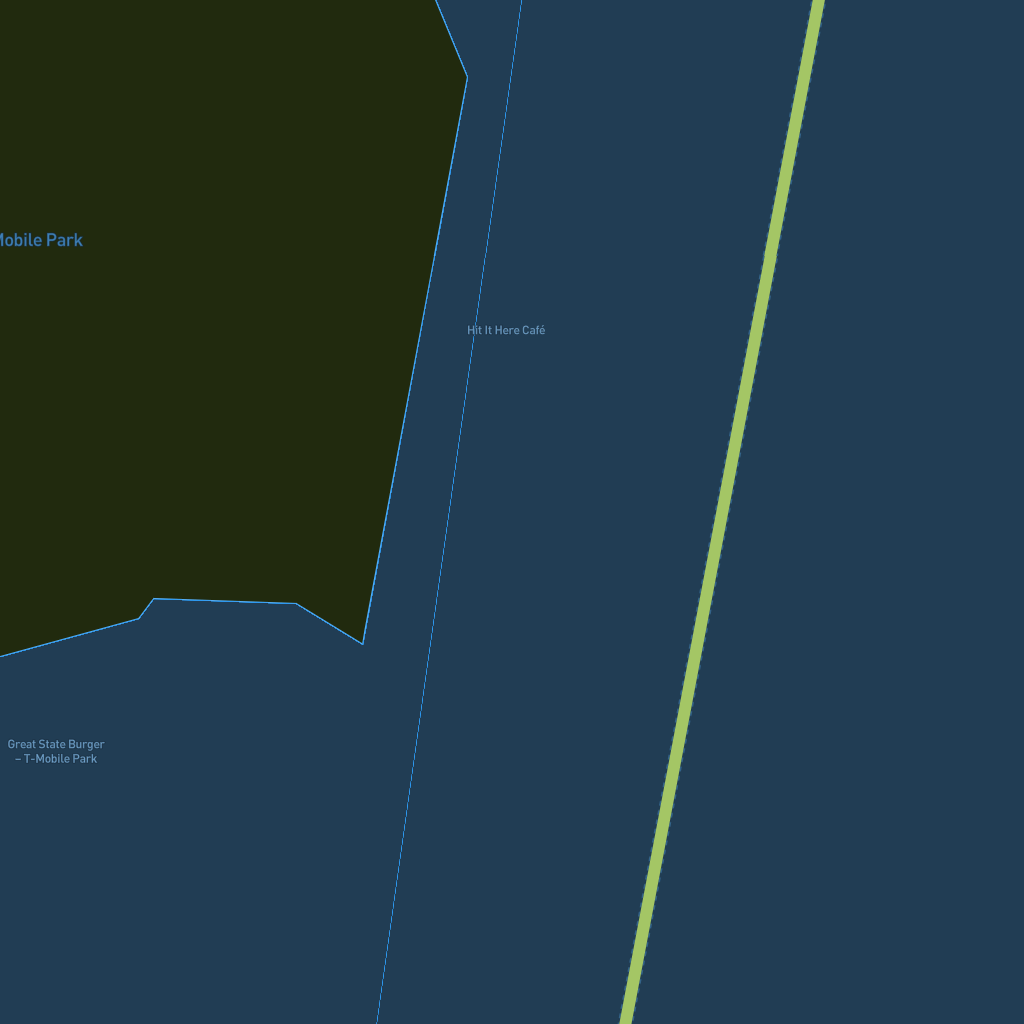 Mobile Park
Hit It Here Café
Great State Burger
– T-Mobile Park